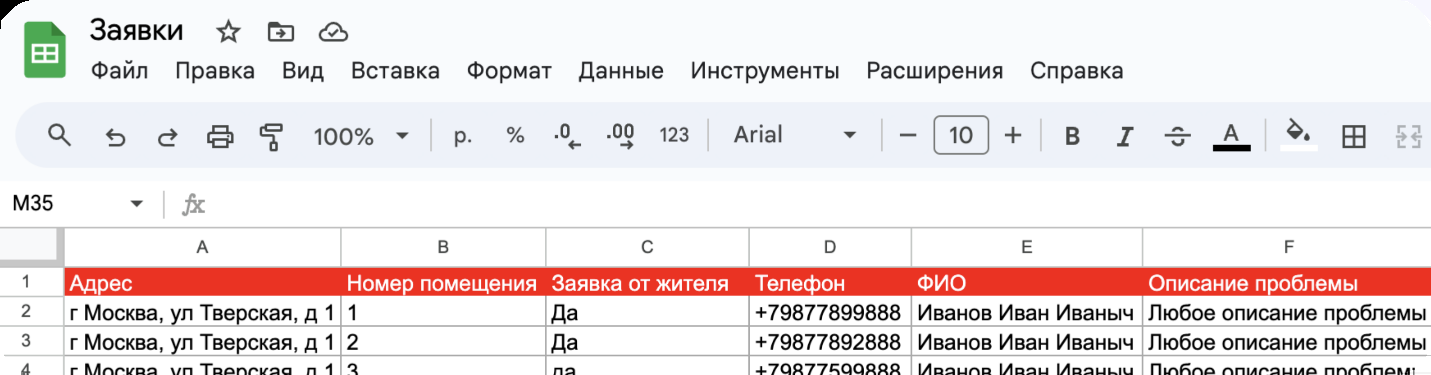 Заявки
Файл Правка Вид Вставка Формат Данные Инструменты Расширения Справка
100% р. % .0 .00 123 Arial 10 B I S A
M35 fx
A B C D E F
1 Адрес Номер помещения Заявка от жителя Телефон ФИО Описание проблемы
2 г Москва, ул Тверская, д 1 1 Да +79877899888 Иванов Иван Иваныч Любое описание проблемы
3 г Москва, ул Тверская, д 1 2 Да +79877892888 Иванов Иван Иваныч Любое описание проблемы
4 г Москва, ул Тверская, д 1 3 да +79877599888 Иванов Иван Иваныч Любое описание проблемы